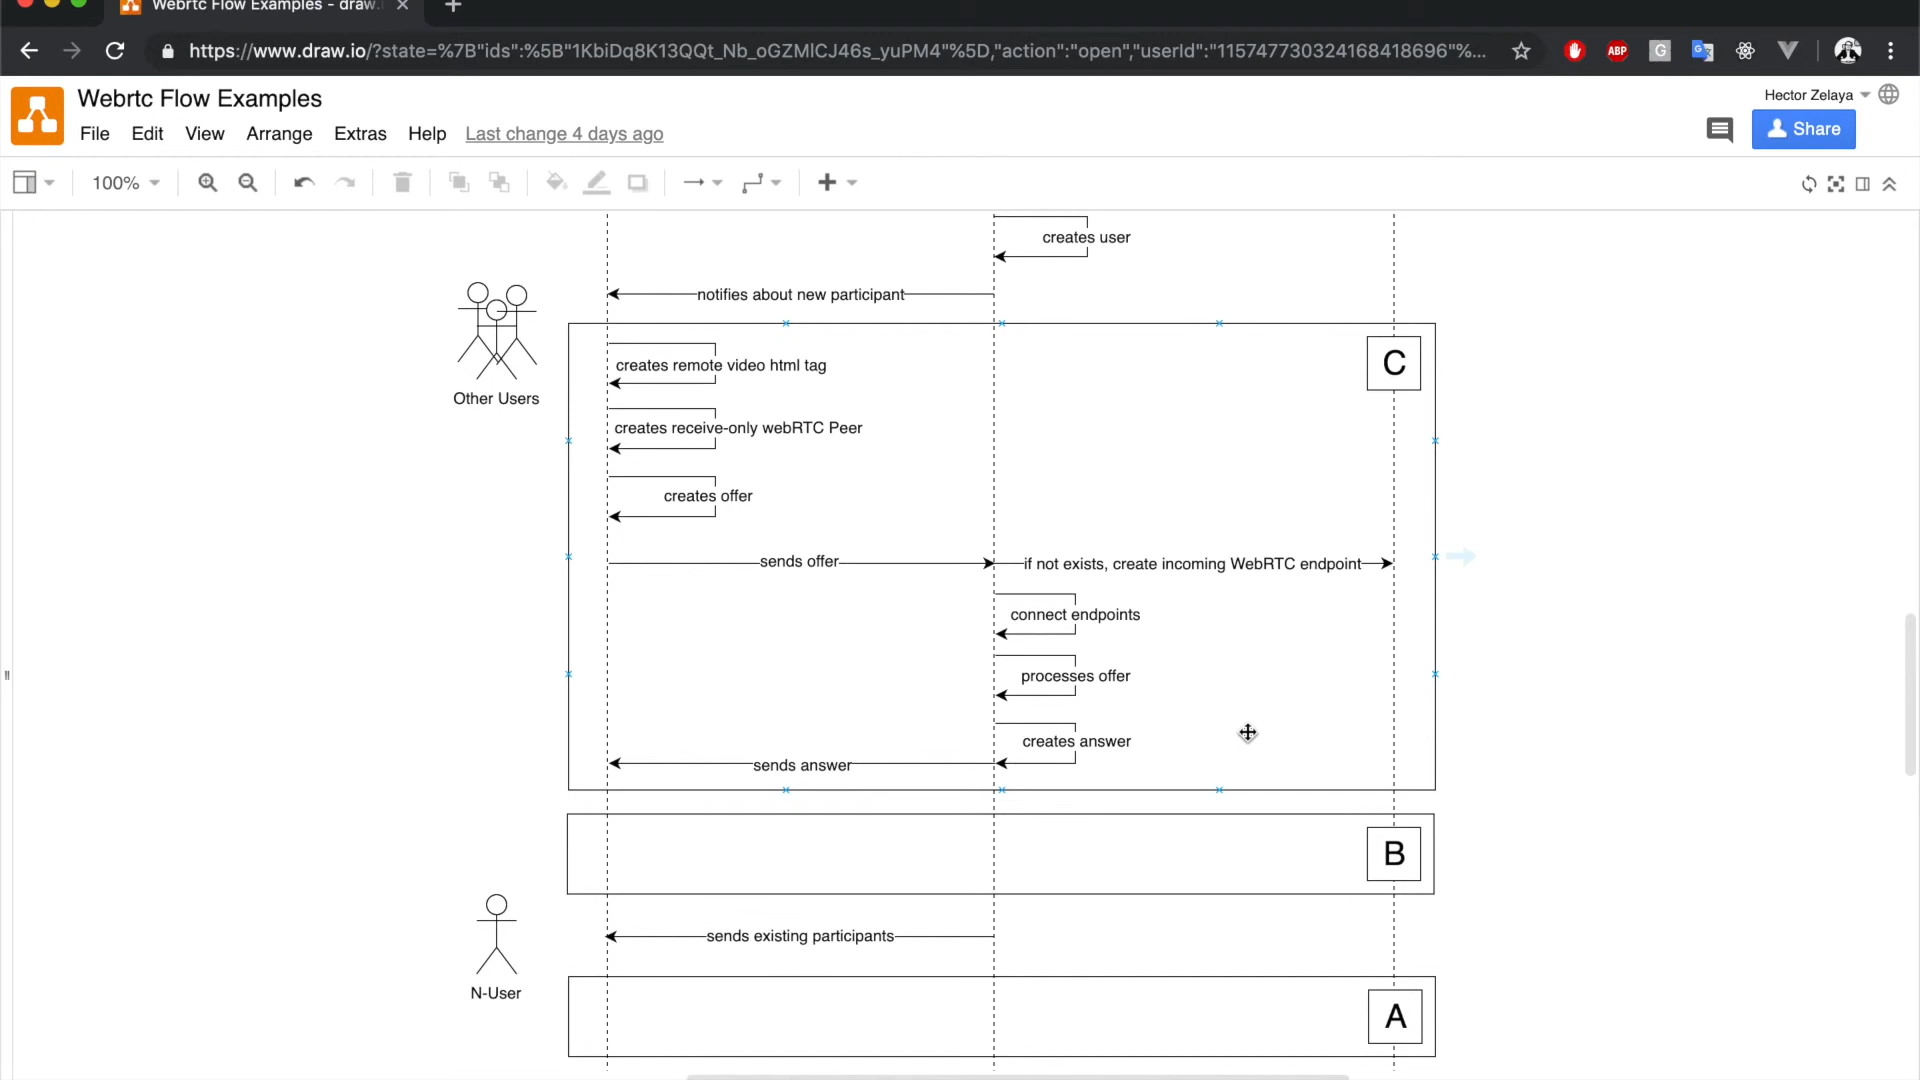 Webrtc Flow Examples - draw.
https://www.draw.io/?state=%7B"ids":%5B"1KbiDq8K13QQt_Nb_oGZMlCJ46s_yuPM4"%5D,"action":"open","userId":"115747730324168418696"%...
ABP
G
Webrtc Flow Examples
Hector Zelaya
File Edit View Arrange Extras Help Last change 4 days ago
Share
100%
creates user
notifies about new participant
C
creates remote video html tag
Other Users
creates receive-only webRTC Peer
creates offer
sends offer
if not exists, create incoming WebRTC endpoint
connect endpoints
processes offer
creates answer
sends answer
B
sends existing participants
N-User
A